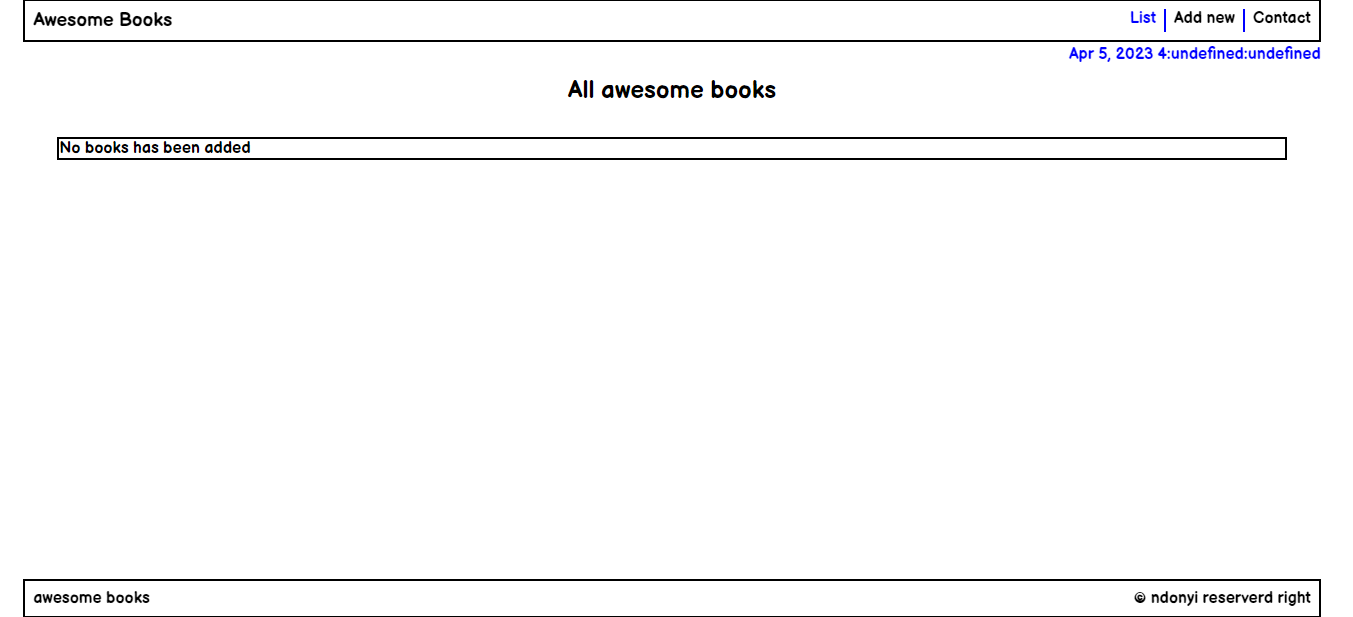 Awesome Books
List
Add new
Contact
Apr 5, 2023 4:undefined:undefined
All awesome books
No books has been added
awesome books
© ndonyi reserverd right